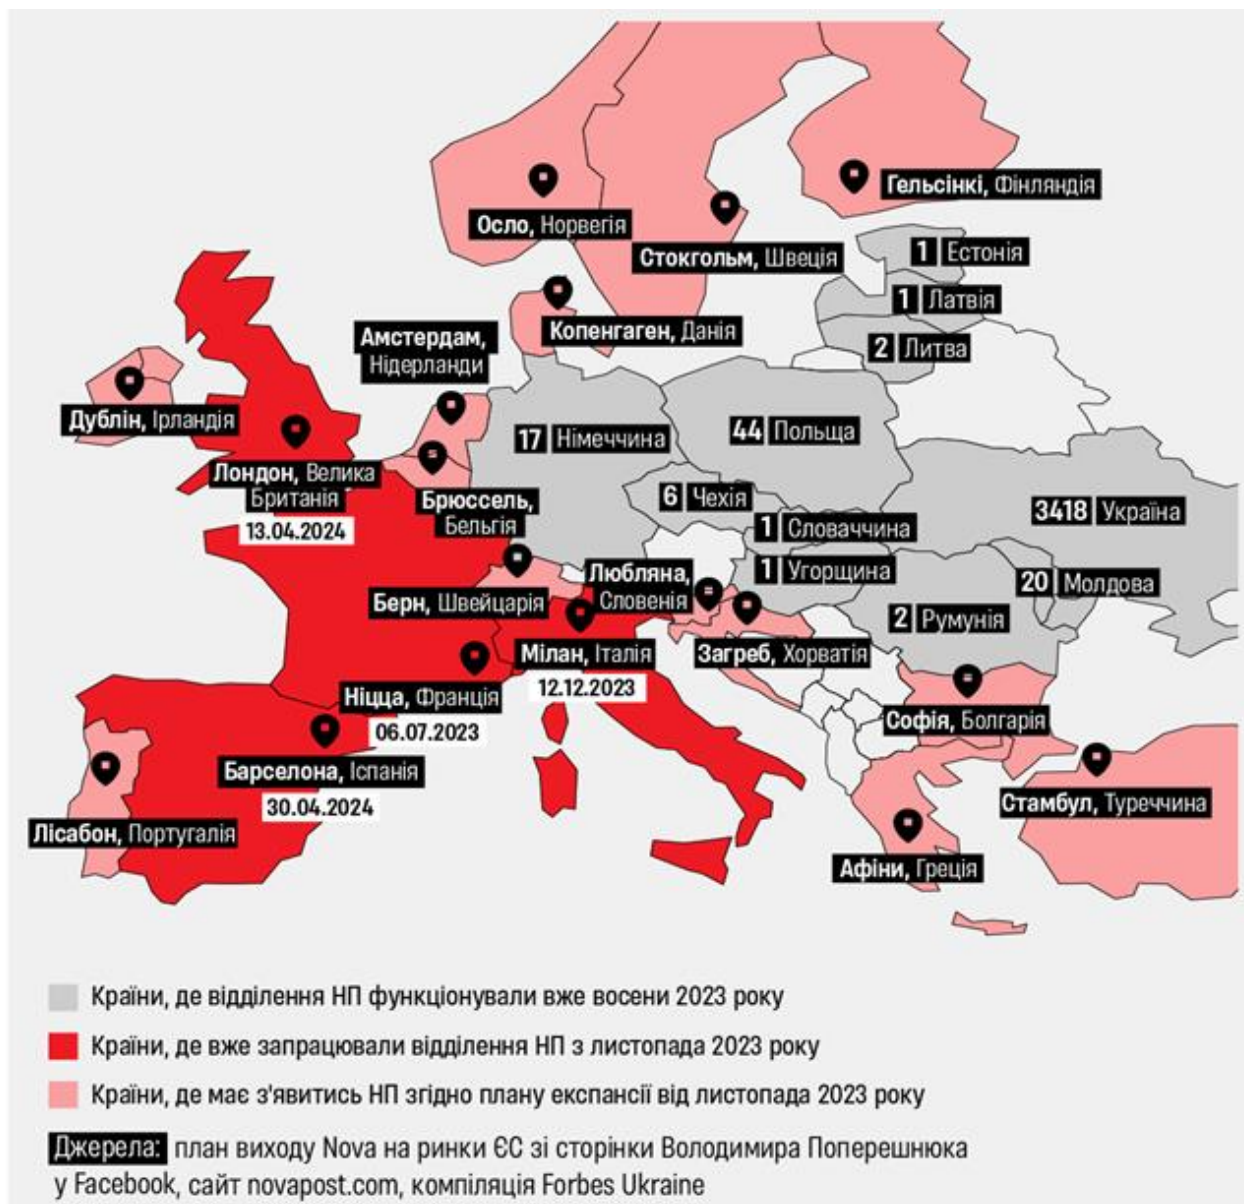 Гельсінкі, Фінляндія
Осло, Норвегія
Стокгольм, Швеція
1 Естонія
1 Латвія
Копенгаген, Данія
2 Литва
Амстердам,
Нідерланди
Дублін, Ірландія
17 Німеччина
44 Польща
Лондон, Велика
Британія
13.04.2024
Брюссель,
Бельгія
6 Чехія
3418 Україна
1 Словаччина
1 Угорщина
20 Молдова
Любляна,
Словенія
Берн, Швейцарія
2 Румунія
Мілан, Італія
12.12.2023
Загреб, Хорватія
Ніцца, Франція
06.07.2023
Софія, Болгарія
Барселона, Іспанія
30.04.2024
Стамбул, Туреччина
Лісабон, Португалія
Афіни, Греція
Країни, де відділення НП функціонували вже восени 2023 року
Країни, де вже запрацювали відділення НП з листопада 2023 року
Країни, де має з'явитись НП згідно плану експансії від листопада 2023 року
Джерела: план виходу Nova на ринки ЄС зі сторінки Володимира Поперешнюка
у Facebook, сайт novapost.com, компіляція Forbes Ukraine